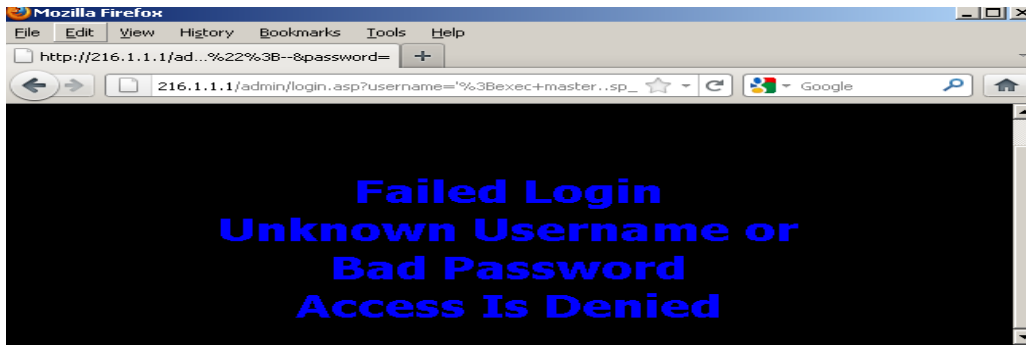 Mozilla Firefox
File Edit View History Bookmarks Tools Help
http://216.1.1.1/ad...%22%3B--&password=
216.1.1.1/admin/login.asp?username='%3Bexec+master..sp_
Google
Failed Login
Unknown Username or
Bad Password
Access Is Denied